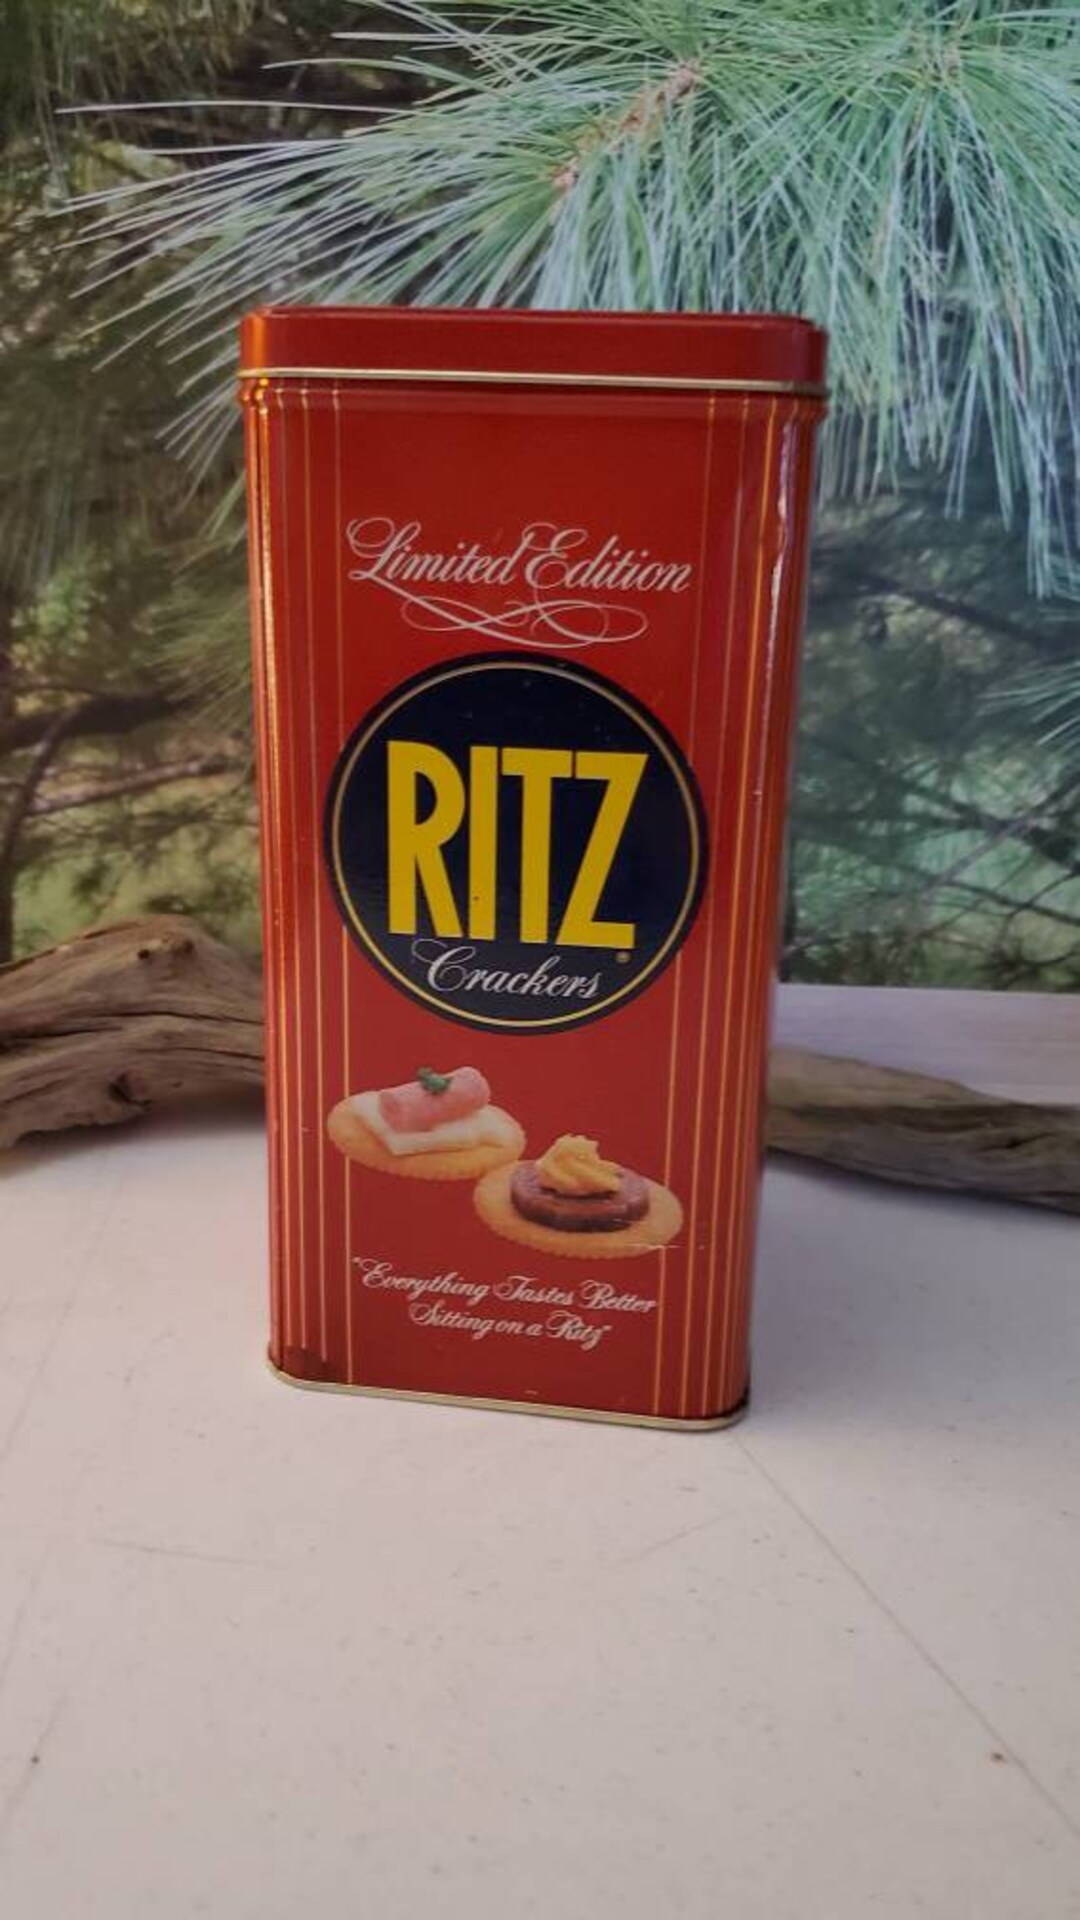 Limited Edition
RITZ®
Crackers
"Everything Tastes Better
Sitting on a Ritz"